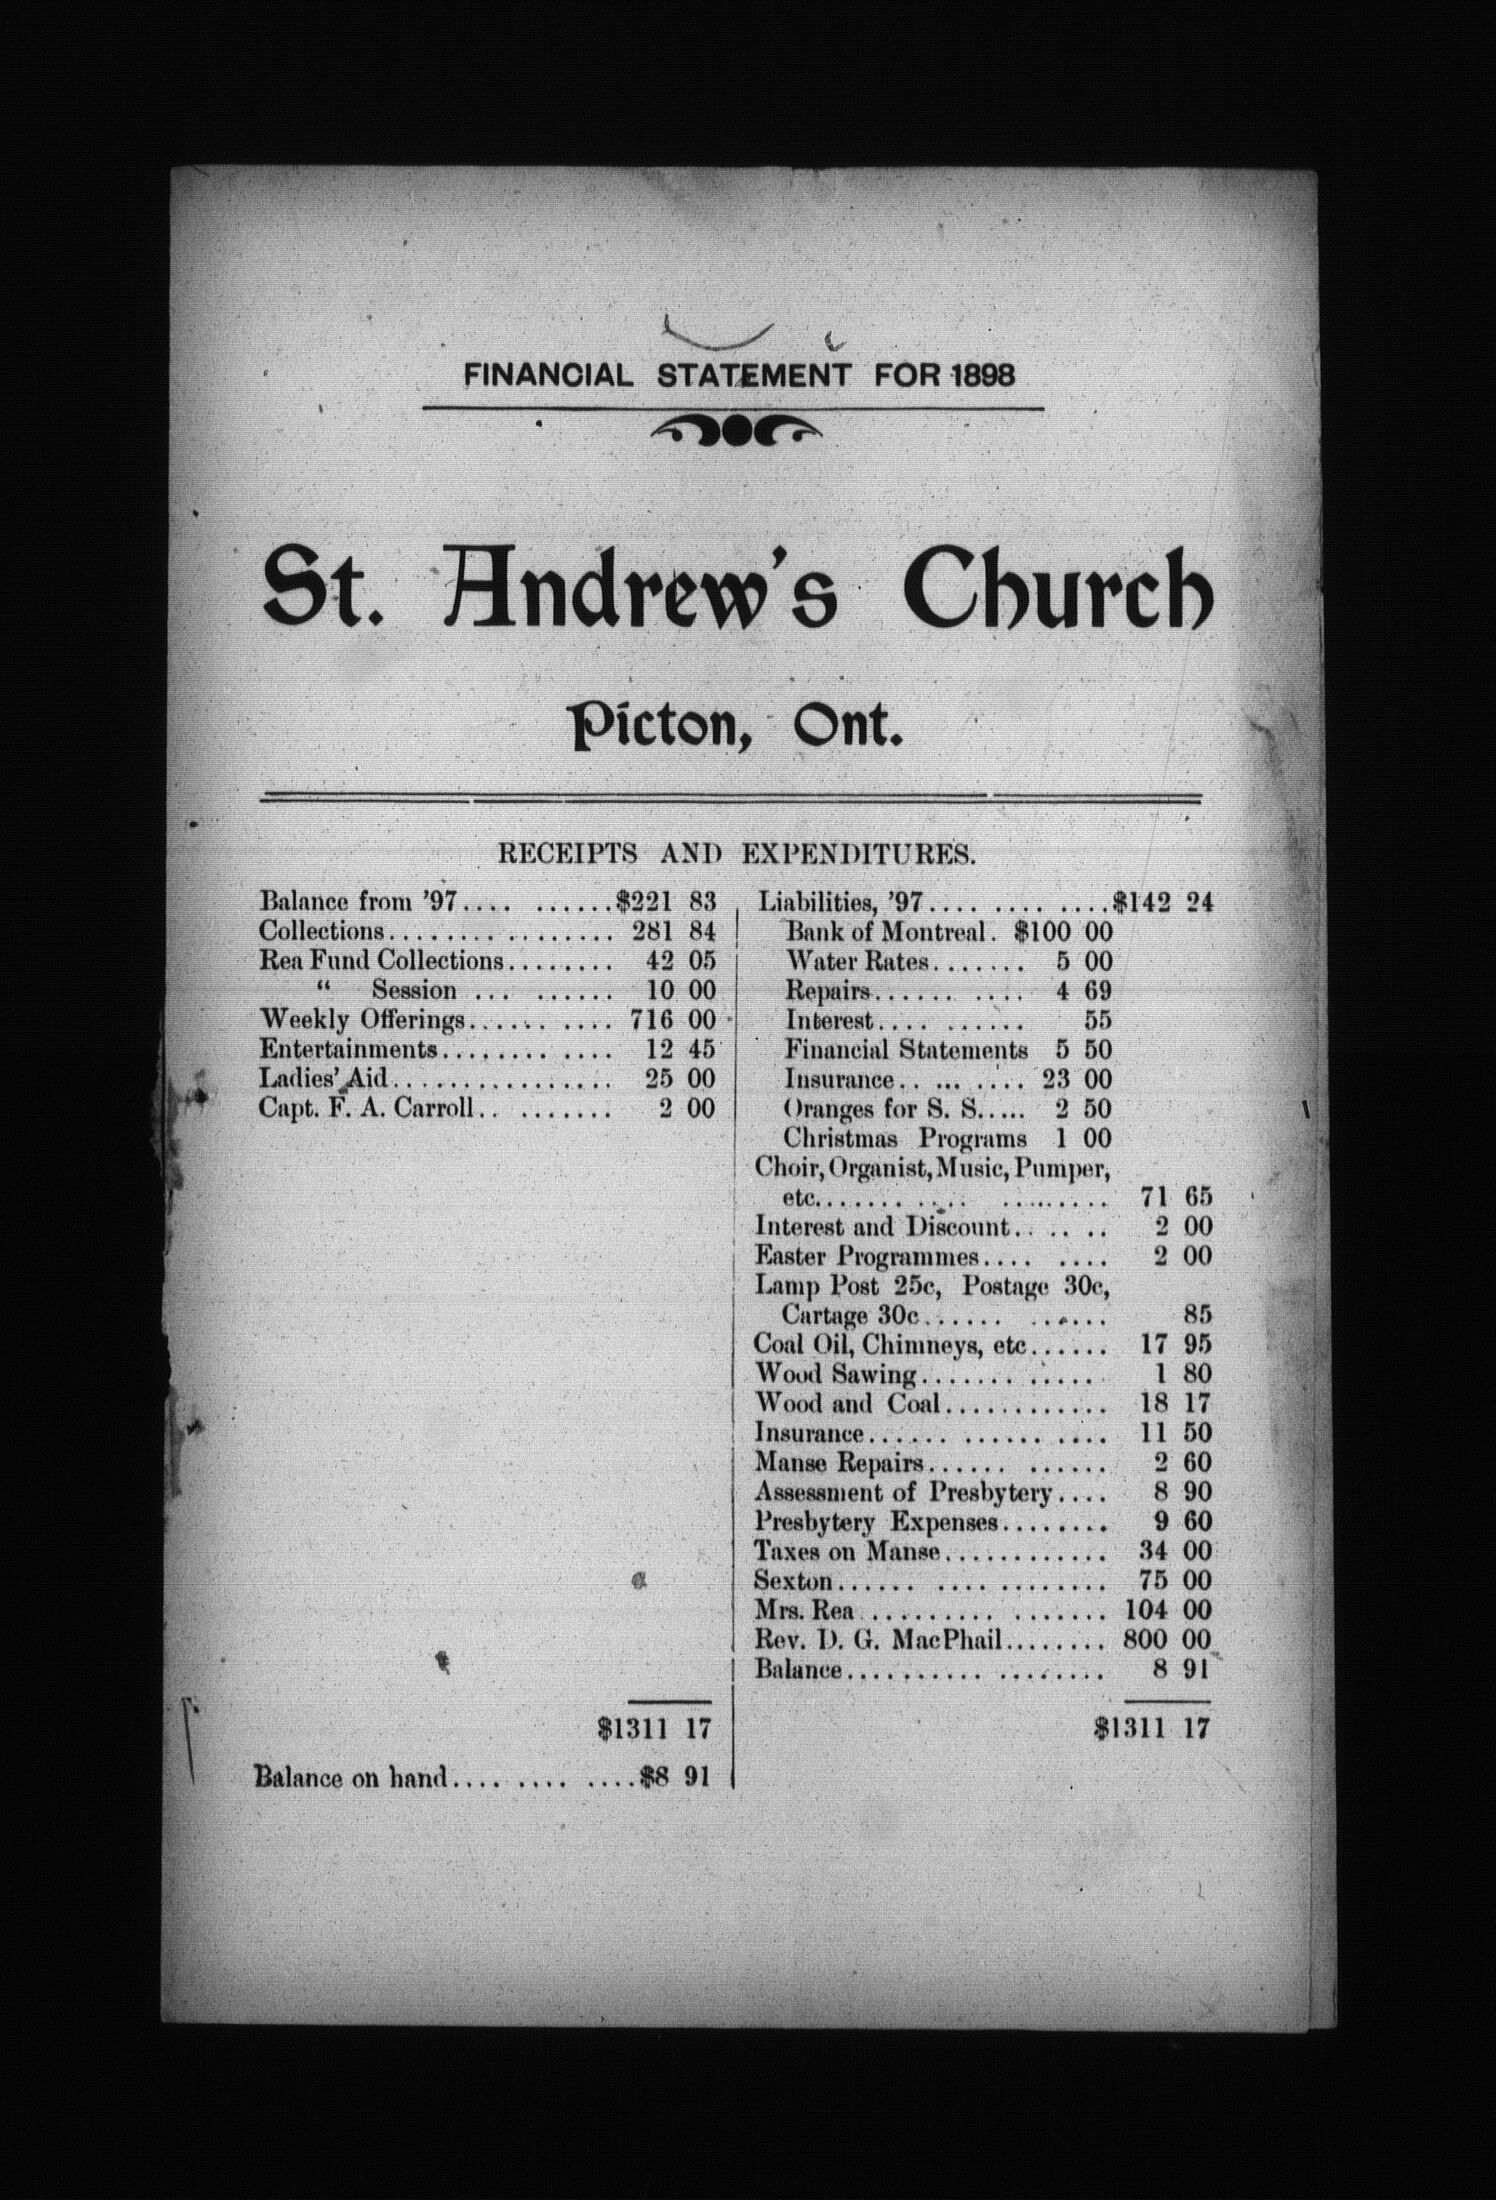 FINANCIAL STATEMENT FOR 1898
St. Andrew's Church
Picton, Ont.
RECEIPTS AND EXPENDITURES.
Balance from '97.... ......$221 83
Collections................ 281 84
Rea Fund Collections........ 42 05
" Session ... ...... 10 00
Weekly Offerings.......... 716 00
Entertainments............ 12 45
Ladies' Aid................ 25 00
Capt. F. A. Carroll.. ....... 2 00
$1311 17
Balance on hand.... .... ....$8 91
Liabilities, '97.... .... ....$142 24
Bank of Montreal. $100 00
Water Rates....... 5 00
Repairs...... .... 4 69
Interest.... ...... 55
Financial Statements 5 50
Insurance.. ... .... 23 00
Oranges for S. S..... 2 50
Christmas Programs 1 00
Choir, Organist, Music, Pumper,
etc....... .... ........ 71 65
Interest and Discount.. .. .. 2 00
Easter Programmes.... .... 2 00
Lamp Post 25c, Postage 30c,
Cartage 30c...... ...... 85
Coal Oil, Chimneys, etc...... 17 95
Wood Sawing....... ..... 1 80
Wood and Coal............ 18 17
Insurance...... ...... .... 11 50
Manse Repairs...... ...... 2 60
Assessment of Presbytery.... 8 90
Presbytery Expenses........ 9 60
Taxes on Manse............ 34 00
Sexton...... .... ........ 75 00
Mrs. Rea.......... ....... 104 00
Rev. D. G. MacPhail........ 800 00
Balance.......... ........ 8 91
$1311 17